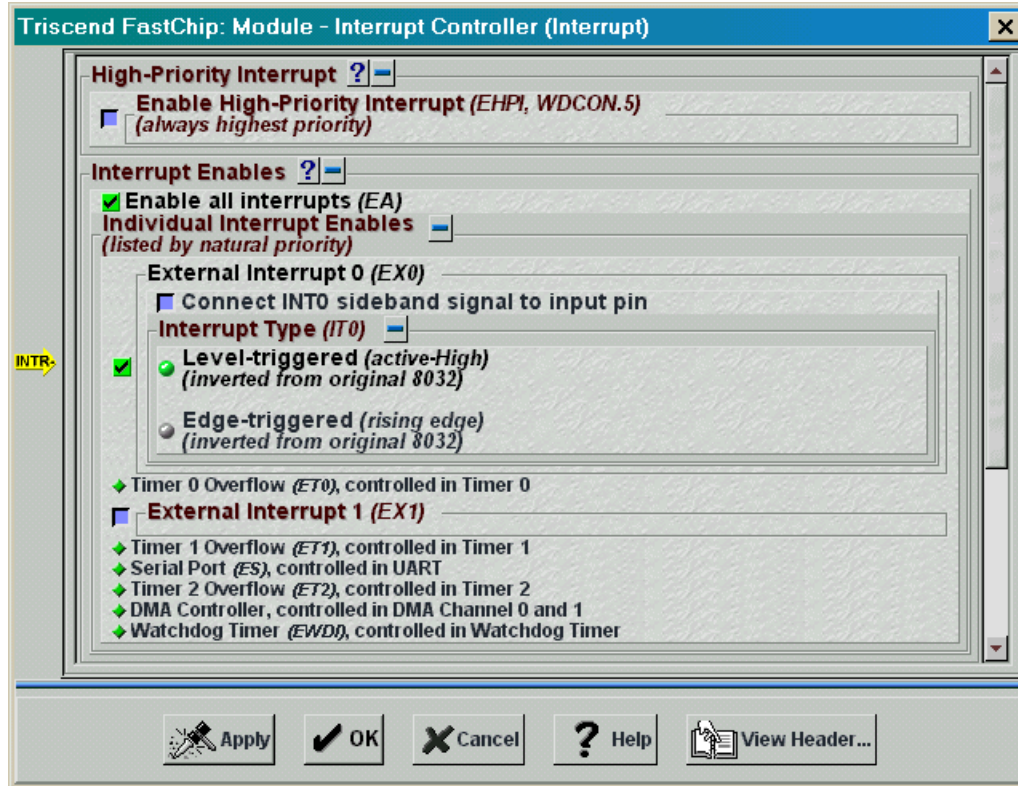 Triscend FastChip: Module - Interrupt Controller (Interrupt)
High-Priority Interrupt ?
Enable High-Priority Interrupt (EHPI, WDCON.5)
(always highest priority)
Interrupt Enables ?
Enable all interrupts (EA)
Individual Interrupt Enables
(listed by natural priority)
External Interrupt 0 (EX0)
Connect INT0 sideband signal to input pin
Interrupt Type (IT0)
INTR
Level-triggered (active-High)
(inverted from original 8032)
Edge-triggered (rising edge)
(inverted from original 8032)
Timer 0 Overflow (ET0), controlled in Timer 0
External Interrupt 1 (EX1)
Timer 1 Overflow (ET1), controlled in Timer 1
Serial Port (ES), controlled in UART
Timer 2 Overflow (ET2), controlled in Timer 2
DMA Controller, controlled in DMA Channel 0 and 1
Watchdog Timer (EWDI), controlled in Watchdog Timer
Apply OK Cancel ? Help View Header...